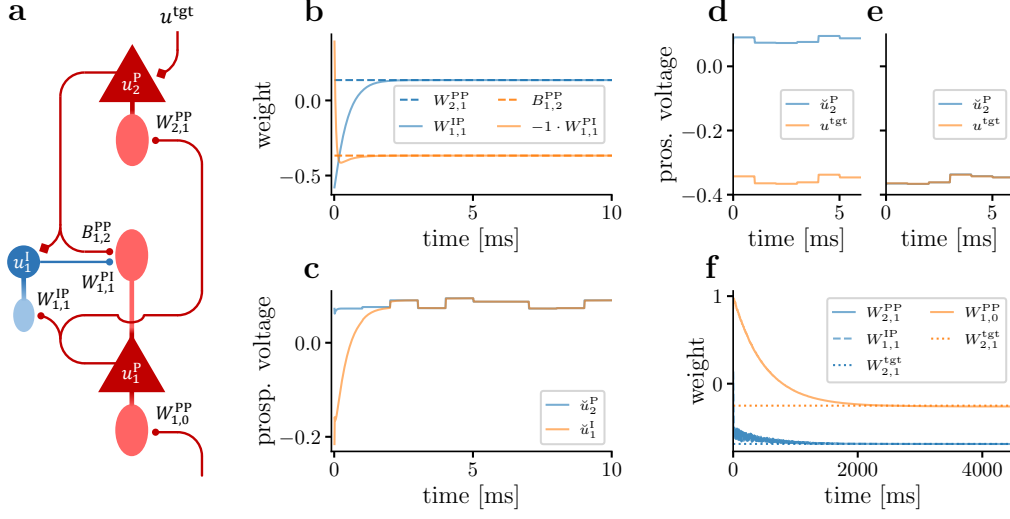 a
u^tgt
u_2^P
W_{2,1}^PP
B_{1,2}^PP
u_1^I
W_{1,1}^PI
W_{1,1}^IP
u_1^P
W_{1,0}^PP
b
weight
0.0
−0.5
W_{2,1}^PP
B_{1,2}^PP
W_{1,1}^IP
−1 · W_{1,1}^PI
0
5
10
time [ms]
c
prosp. voltage
0.0
−0.2
ŭ_2^P
ŭ_1^I
0
5
10
time [ms]
d
pros. voltage
0.0
−0.2
−0.4
ŭ_2^P
u^tgt
0
5
time [ms]
e
ŭ_2^P
u^tgt
0
5
time [ms]
f
weight
1
0
W_{2,1}^PP
W_{1,0}^PP
W_{1,1}^IP
W_{2,1}^tgt
W_{2,1}^tgt
0
2000
4000
time [ms]